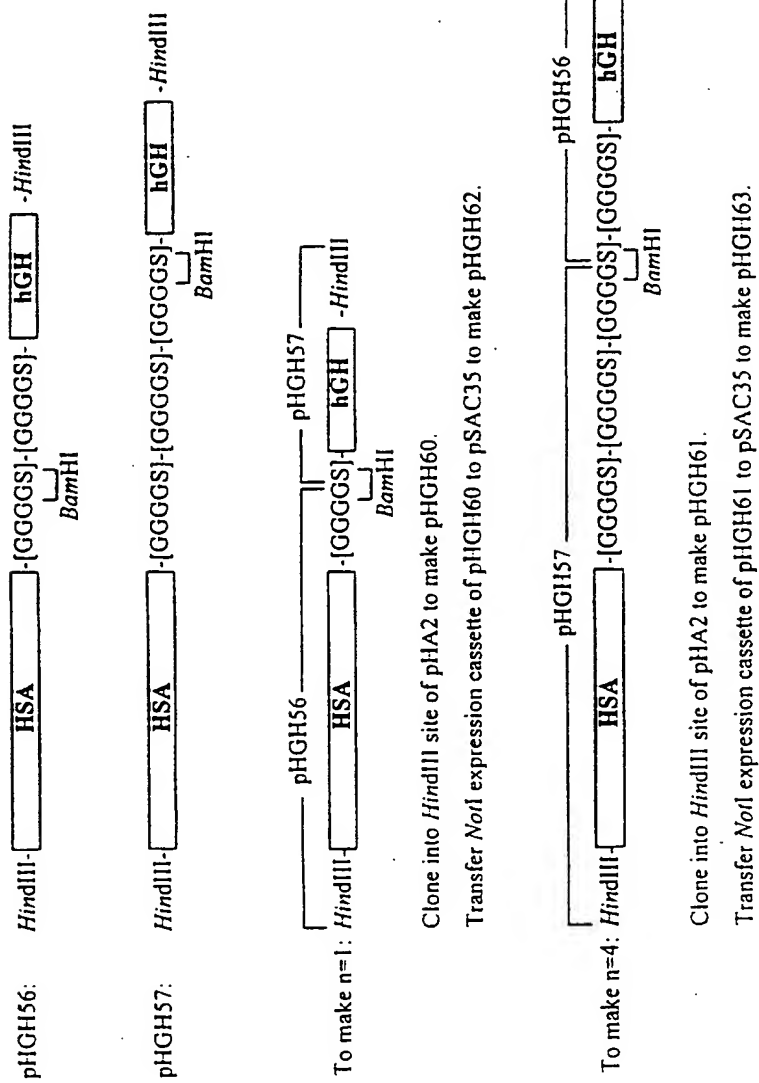 pHGH56: HindIII- HSA -[GGGGS]-[GGGGS]- hGH -HindIII
BamHI
pHGH57: HindIII- HSA -[GGGGS]-[GGGGS]-[GGGGS]- hGH -HindIII
BamHI
pHGH56 pHGH57
To make n=1: HindIII- HSA -[GGGGS]- hGH -HindIII
BamHI
Clone into HindIII site of pHA2 to make pHGH60.
Transfer NotI expression cassette of pHGH60 to pSAC35 to make pHGH62.
pHGH57 pHGH56
To make n=4: HindIII- HSA -[GGGGS]-[GGGGS]-[GGGGS]-[GGGGS]- hGH
BamHI
Clone into HindIII site of pHA2 to make pHGH61.
Transfer NotI expression cassette of pHGH61 to pSAC35 to make pHGH63.